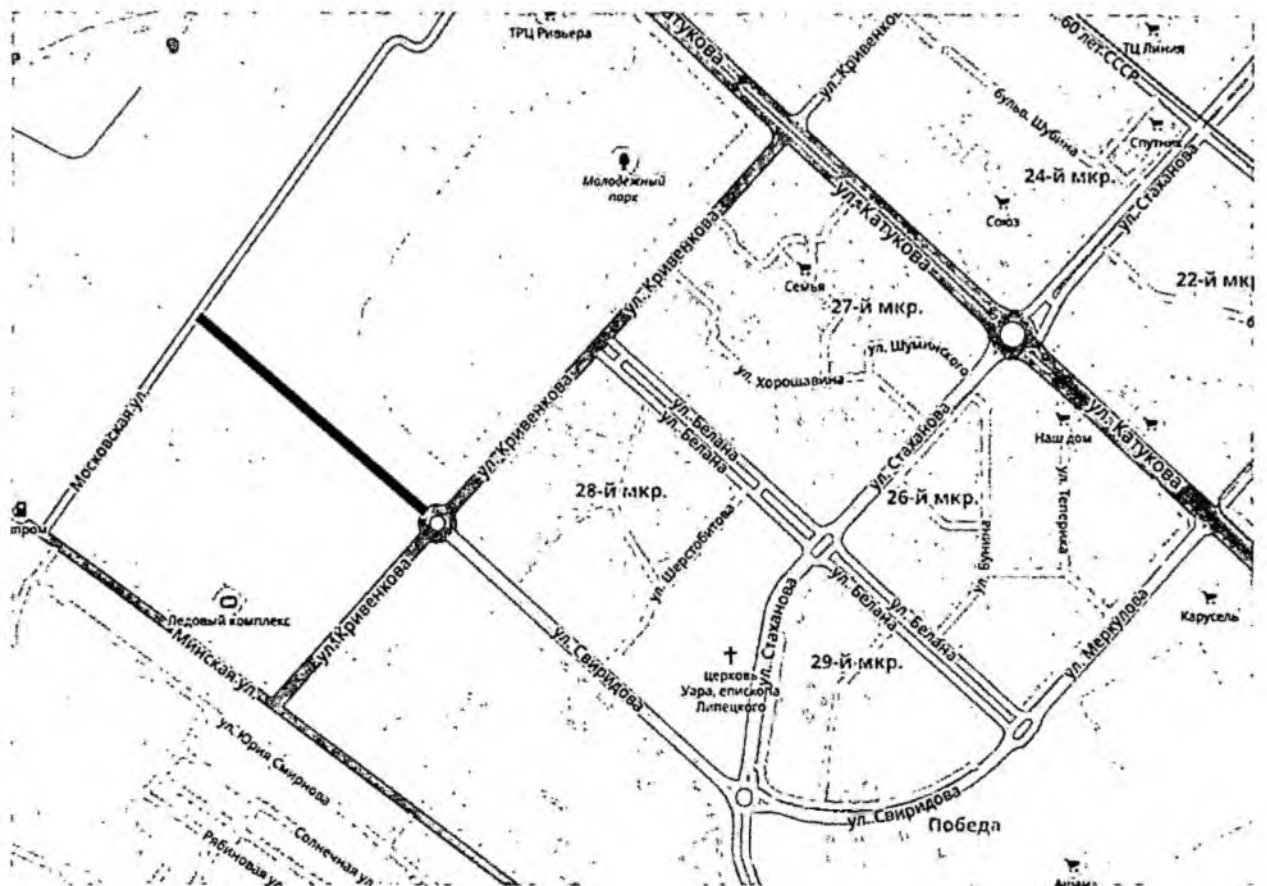 ТРЦ Ривьера
Р
ул. Кривенко
60 лет СССР
ТЦ Линия
бульв. Шубина
Спутник
24-й мкр.
Молодежный
парк
ул. Катукова
Союз
ул. Стаханова
ул. Кривенкова
Семья
27-й мкр.
22-й мкр
ул. Шуминского
ул. Хорошавина
Московская ул.
ул. Кривенкова
ул. Белана
ул. Белана
ул. Стаханова
Наш дом
ул. Катукова
28-й мкр.
26-й мкр.
ул. Теперика
тром
ул. Шерстобитова
ул. Бунина
ул. Кривенкова
Ледовый комплекс
ул. Стаханова
ул. Белана
ул. Белана
Карусель
Минская ул.
ул. Свиридова
церковь
Уара, епископа
Липецкого
29-й мкр.
ул. Меркулова
ул. Юрия Смирнова
ул. Свиридова
Победа
Солнечная ул
Рябиновая ул.